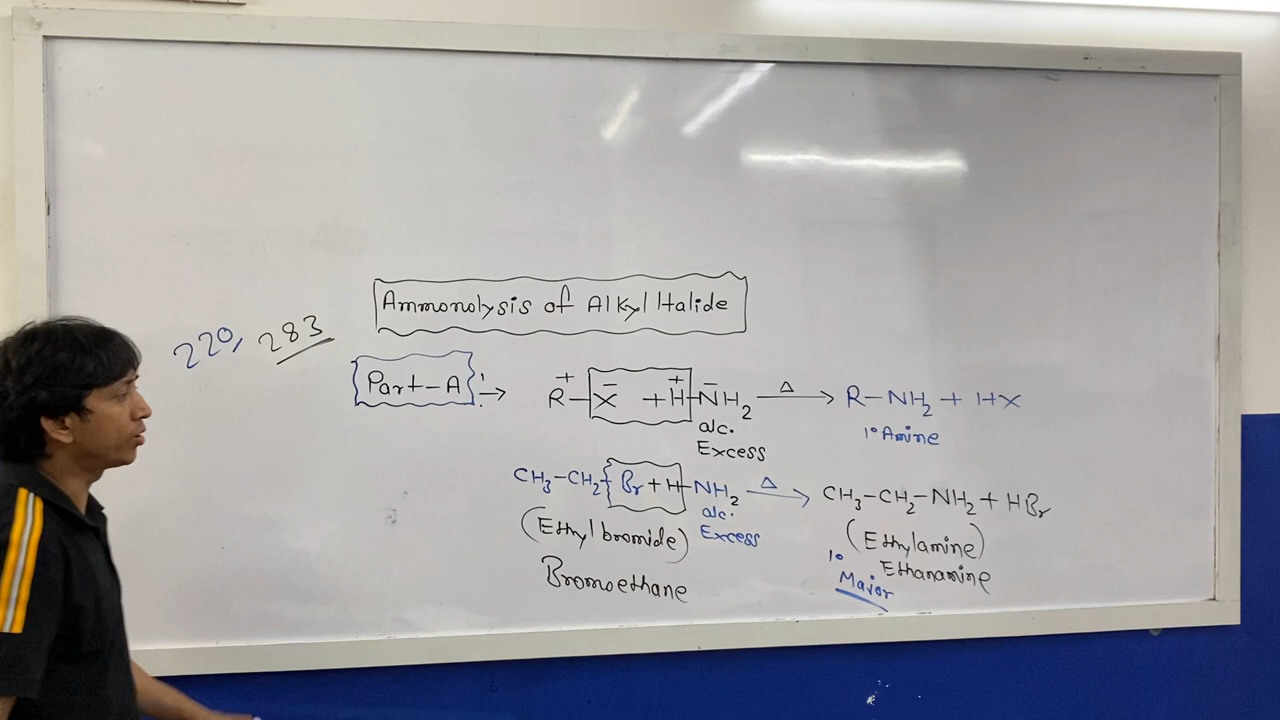 Ammonolysis of Alkyl Halide
220, 283
Part-A :→ R⁺–X⁻ + H⁺–N⁻H₂ —Δ→ R–NH₂ + HX
alc. 1° Amine
Excess
CH₃–CH₂–Br + H–NH₂ —Δ→ CH₃–CH₂–NH₂ + HBr
alc.
(Ethyl bromide) Excess (Ethylamine)
Bromoethane 1° Ethanamine
Major